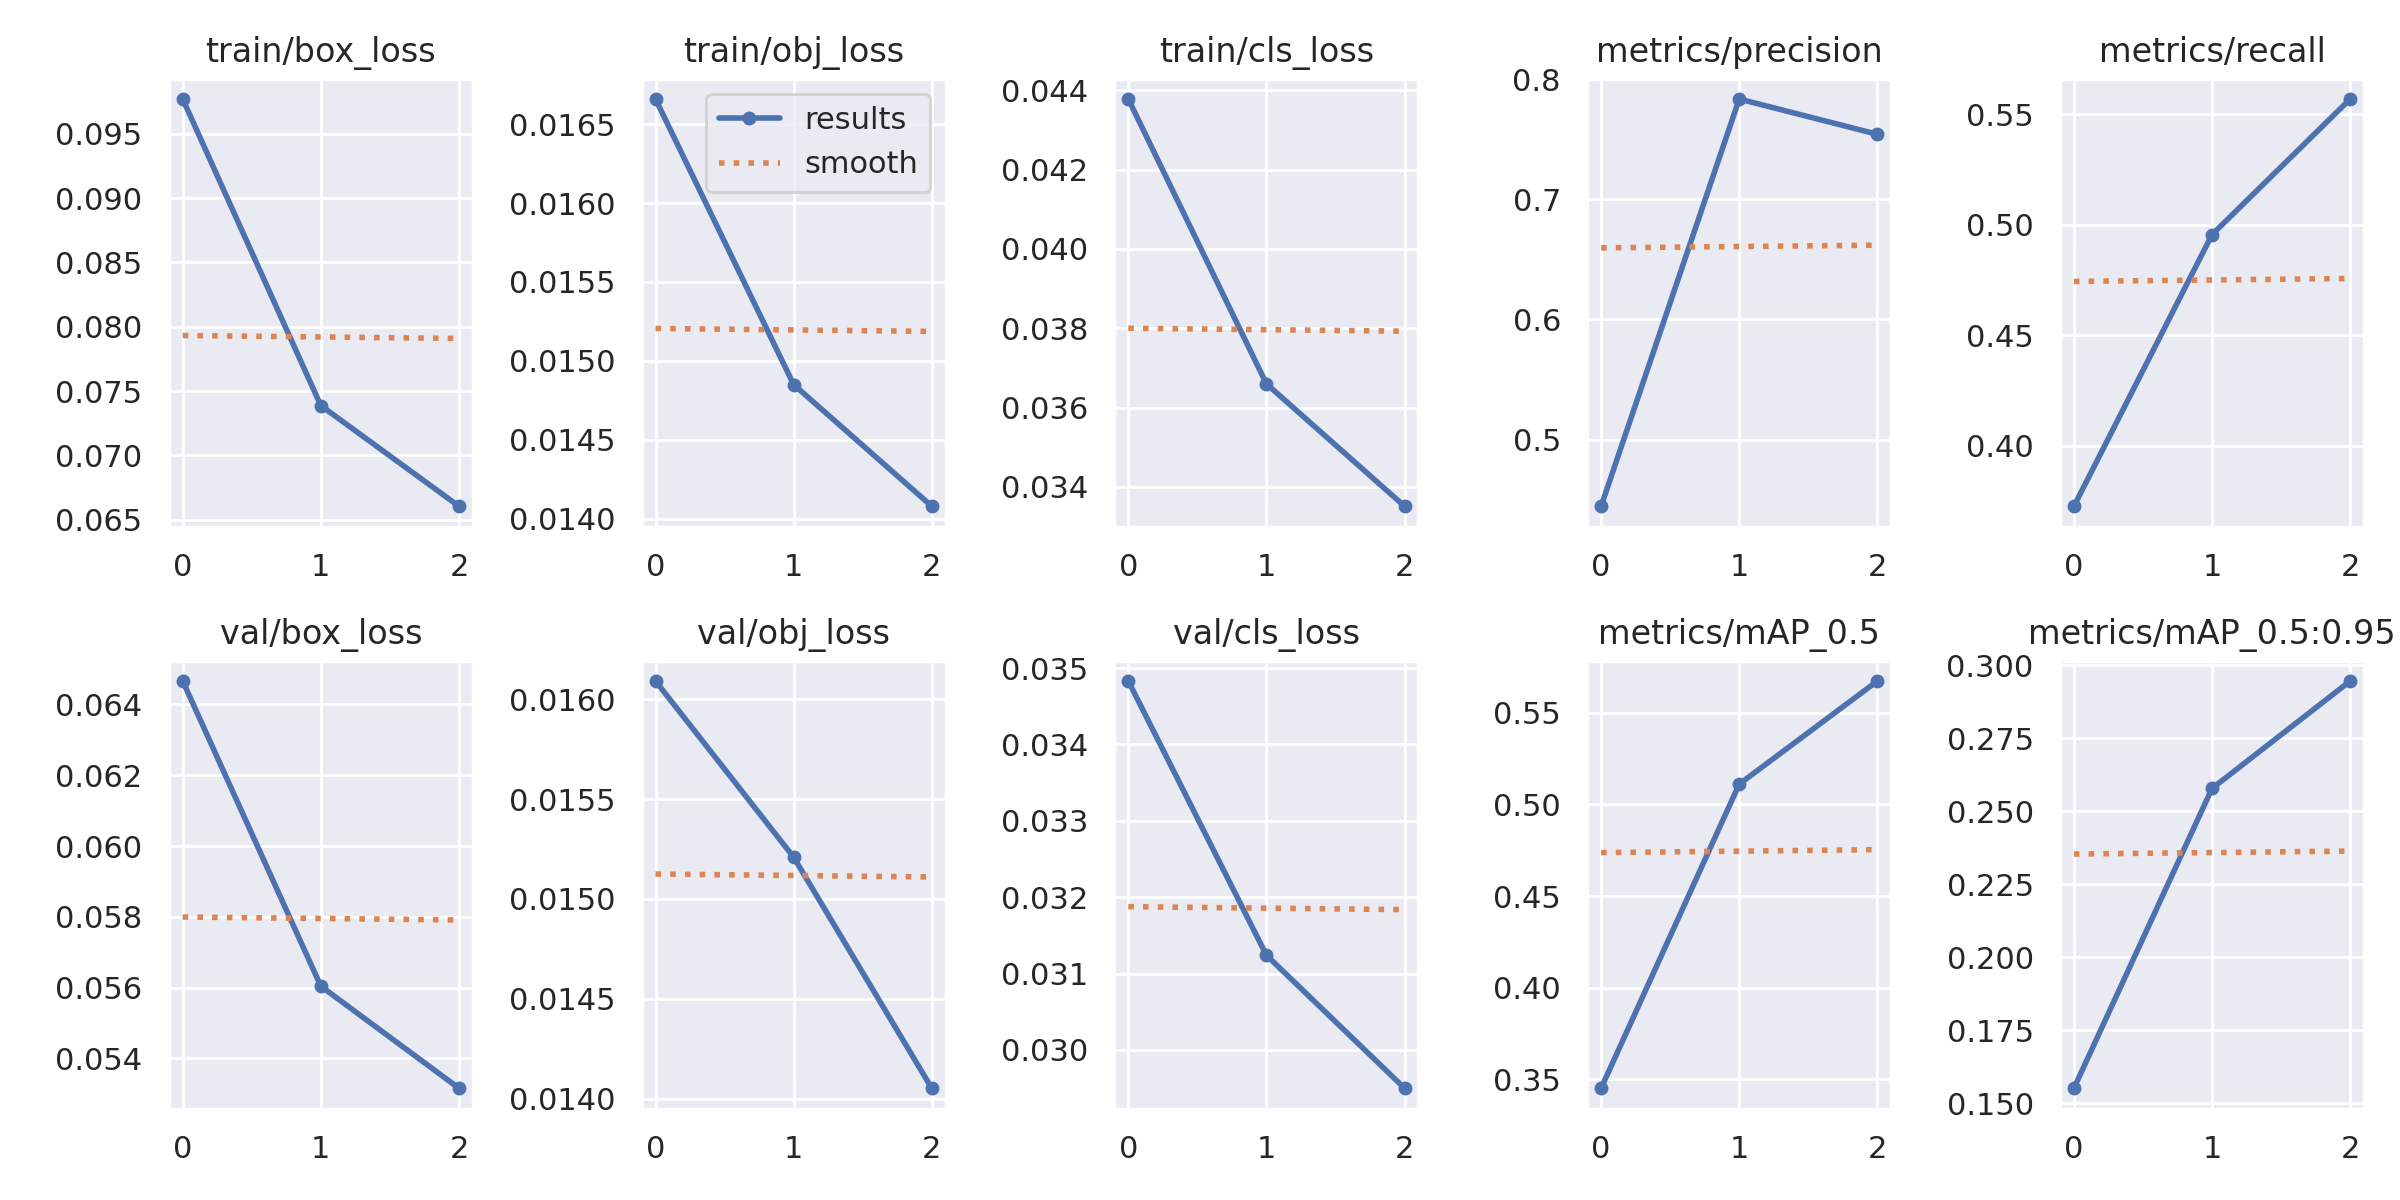 train/box_loss
0.095
0.090
0.085
0.080
0.075
0.070
0.065
0 1 2
train/obj_loss
results
smooth
0.0165
0.0160
0.0155
0.0150
0.0145
0.0140
0 1 2
train/cls_loss
0.044
0.042
0.040
0.038
0.036
0.034
0 1 2
metrics/precision
0.8
0.7
0.6
0.5
0 1 2
metrics/recall
0.55
0.50
0.45
0.40
0 1 2
val/box_loss
0.064
0.062
0.060
0.058
0.056
0.054
0 1 2
val/obj_loss
0.0160
0.0155
0.0150
0.0145
0.0140
0 1 2
val/cls_loss
0.035
0.034
0.033
0.032
0.031
0.030
0 1 2
metrics/mAP_0.5
0.55
0.50
0.45
0.40
0.35
0 1 2
metrics/mAP_0.5:0.95
0.300
0.275
0.250
0.225
0.200
0.175
0.150
0 1 2